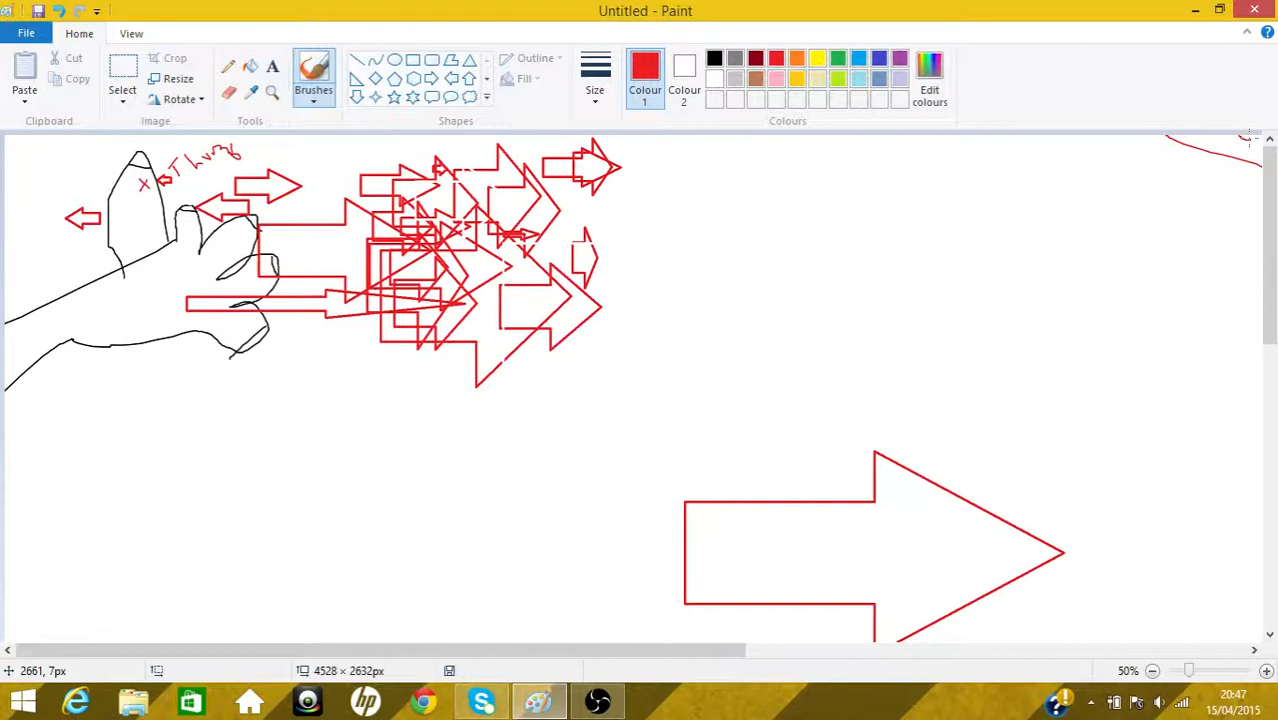 Untitled - Paint
File
Home
View
Paste
Cut
Copy
Clipboard
Select
Crop
Resize
Rotate
Image
A
Tools
Brushes
Outline
Fill
Shapes
Size
Colour 1
Colour 2
Edit colours
Colours
X
2661, 7px
4528 × 2632px
50%
hp
20:47
15/04/2015